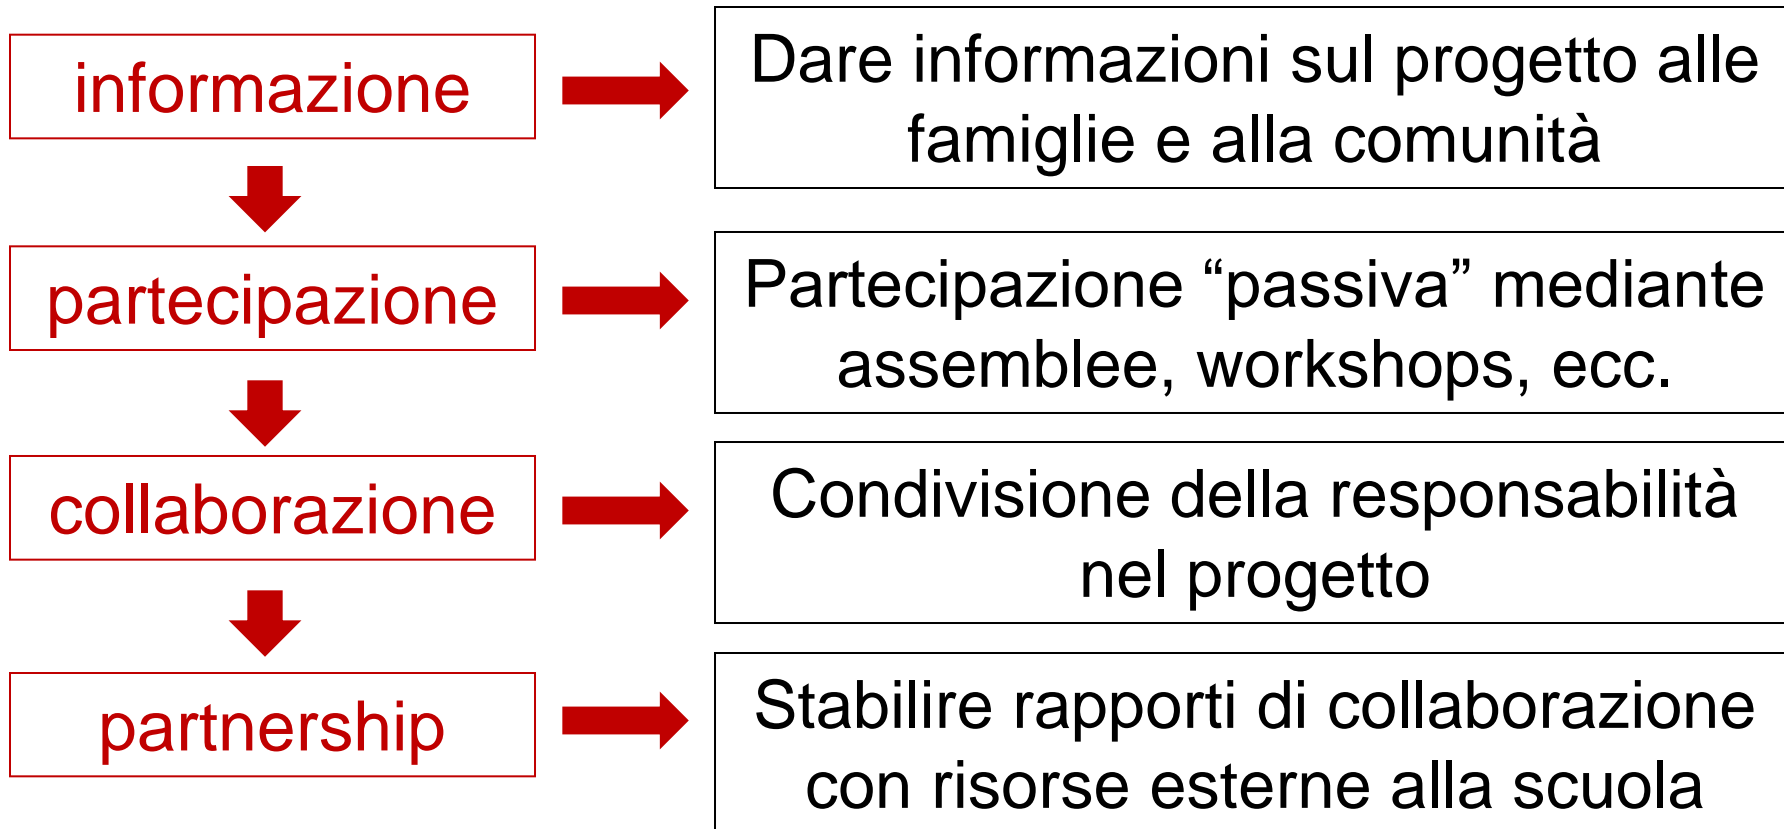 informazione
Dare informazioni sul progetto alle
famiglie e alla comunità
partecipazione
Partecipazione “passiva” mediante
assemblee, workshops, ecc.
collaborazione
Condivisione della responsabilità
nel progetto
partnership
Stabilire rapporti di collaborazione
con risorse esterne alla scuola